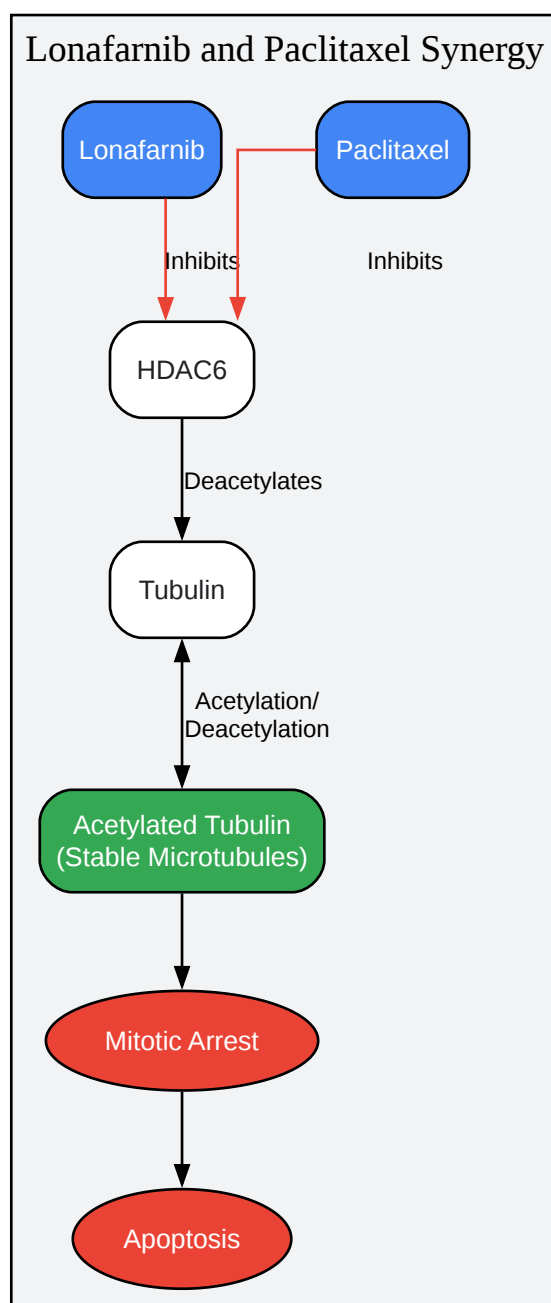 Lonafarnib and Paclitaxel Synergy
Lonafarnib
Paclitaxel
Inhibits
Inhibits
HDAC6
Deacetylates
Tubulin
Acetylation/
Deacetylation
Acetylated Tubulin
(Stable Microtubules)
Mitotic Arrest
Apoptosis